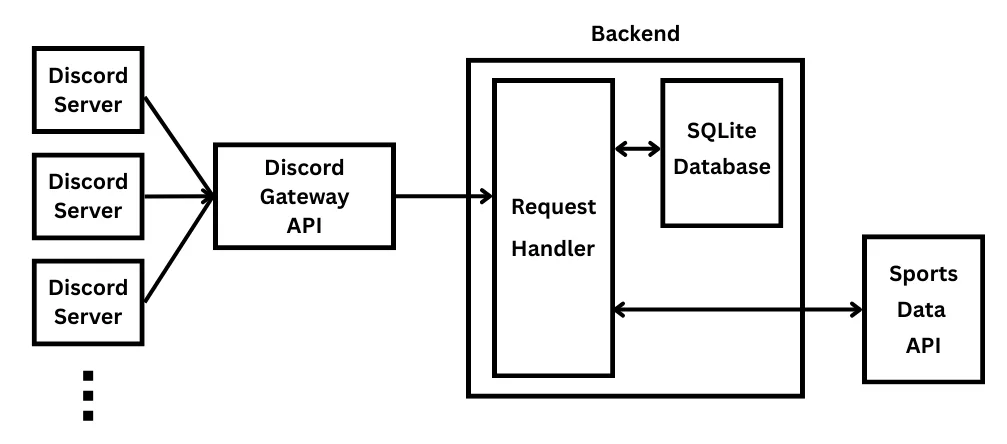 Backend
Discord
Server
Discord
Server
Discord
Server
Discord
Gateway
API
Request
Handler
SQLite
Database
Sports
Data
API